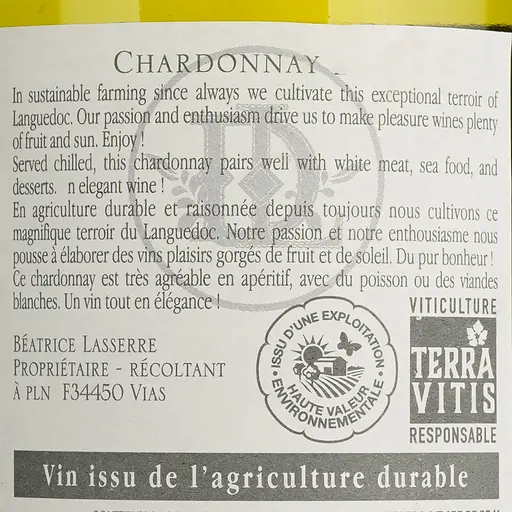 CHARDONNAY
In sustainable farming since always we cultivate this exceptional terroir of
Languedoc. Our passion and enthusiasm drive us to make pleasure wines plenty
of fruit and sun. Enjoy !
Served chilled, this chardonnay pairs well with white meat, sea food, and
desserts. n elegant wine !
En agriculture durable et raisonnée depuis toujours nous cultivons ce
magnifique terroir du Languedoc. Notre passion et notre enthousiasme nous
pousse à élaborer des vins plaisirs gorgés de fruit et de soleil. Du pur bonheur !
Ce chardonnay est très agréable en apéritif, avec du poisson ou des viandes
blanches. Un vin tout en élégance !
BÉATRICE LASSERRE
PROPRIÉTAIRE - RÉCOLTANT
À PLN F34450 VIAS
• ISSU D'UNE EXPLOITATION •
HAUTE VALEUR
ENVIRONNEMENTALE
VITICULTURE
TERRA
VITIS
RESPONSABLE
Vin issu de l'agriculture durable